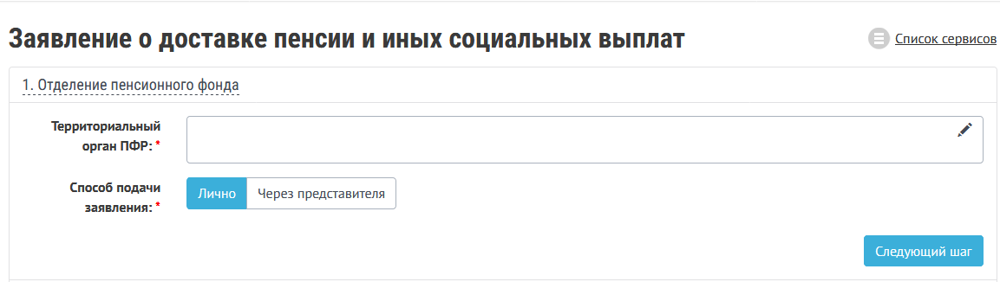 Заявление о доставке пенсии и иных социальных выплат
Список сервисов
1. Отделение пенсионного фонда
Территориальный
орган ПФР: *
Способ подачи
заявления: *
Лично
Через представителя
Следующий шаг